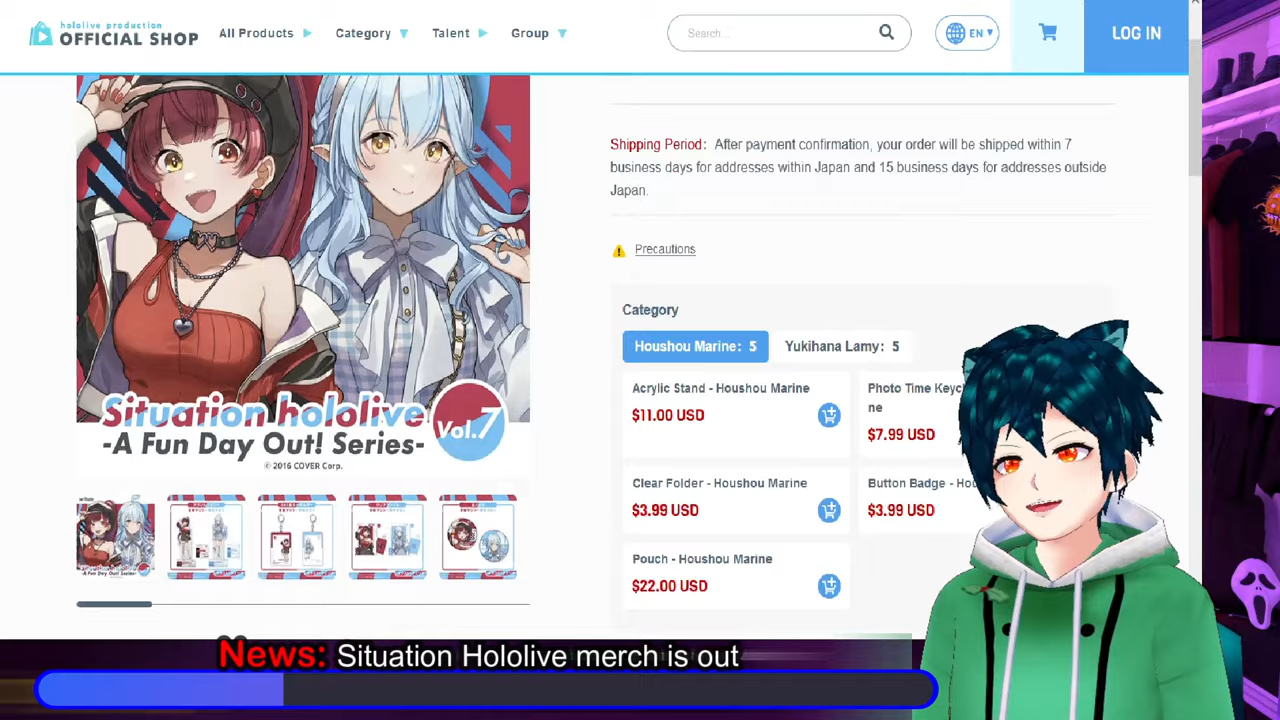 hololive production
OFFICIAL SHOP
All Products
Category
Talent
Group
Search...
EN
LOG IN
Shipping Period: After payment confirmation, your order will be shipped within 7
business days for addresses within Japan and 15 business days for addresses outside
Japan.
Precautions
Category
Houshou Marine: 5
Yukihana Lamy: 5
Acrylic Stand - Houshou Marine
$11.00 USD
Photo Time Keyc
ne
$7.99 USD
Clear Folder - Houshou Marine
$3.99 USD
Button Badge - Hou
$3.99 USD
Pouch - Houshou Marine
$22.00 USD
Situation hololive
-A Fun Day Out! Series-
Vol.7
© 2016 COVER Corp.
News: Situation Hololive merch is out